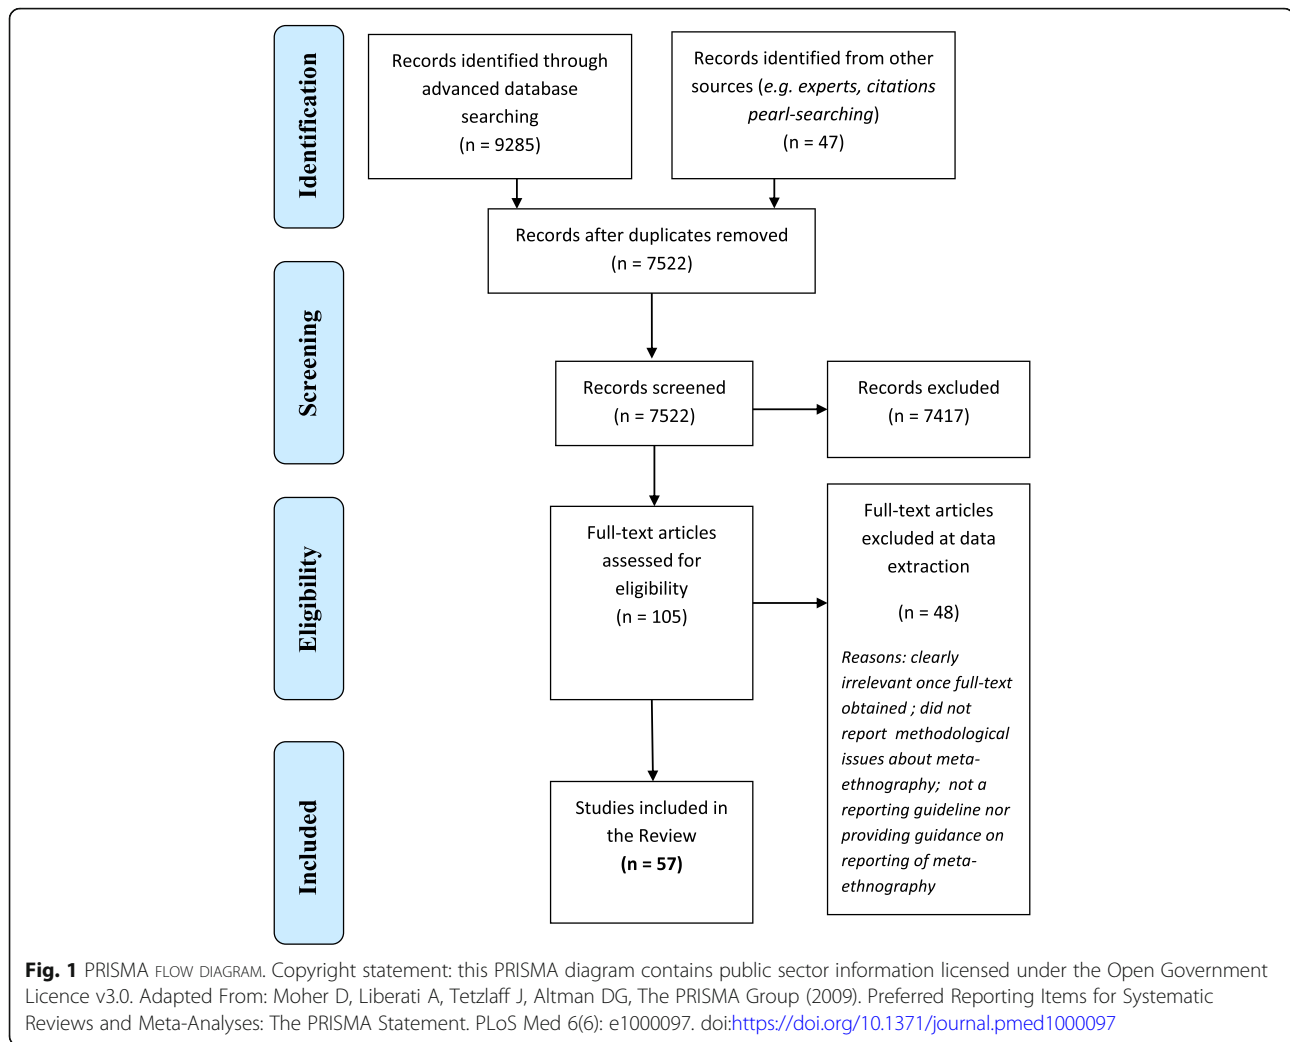 Identification
Records identified through
advanced database
searching
(n = 9285)
Records identified from other
sources (e.g. experts, citations
pearl-searching)
(n = 47)
Records after duplicates removed
(n = 7522)
Screening
Records screened
(n = 7522)
Records excluded
(n = 7417)
Eligibility
Full-text articles
assessed for
eligibility
(n = 105)
Full-text articles
excluded at data
extraction
(n = 48)
Reasons: clearly
irrelevant once full-text
obtained ; did not
report methodological
issues about meta-
ethnography; not a
reporting guideline nor
providing guidance on
reporting of meta-
ethnography
Included
Studies included in
the Review
(n = 57)
Fig. 1 PRISMA FLOW DIAGRAM. Copyright statement: this PRISMA diagram contains public sector information licensed under the Open Government
Licence v3.0. Adapted From: Moher D, Liberati A, Tetzlaff J, Altman DG, The PRISMA Group (2009). Preferred Reporting Items for Systematic
Reviews and Meta-Analyses: The PRISMA Statement. PLoS Med 6(6): e1000097. doi:https://doi.org/10.1371/journal.pmed1000097